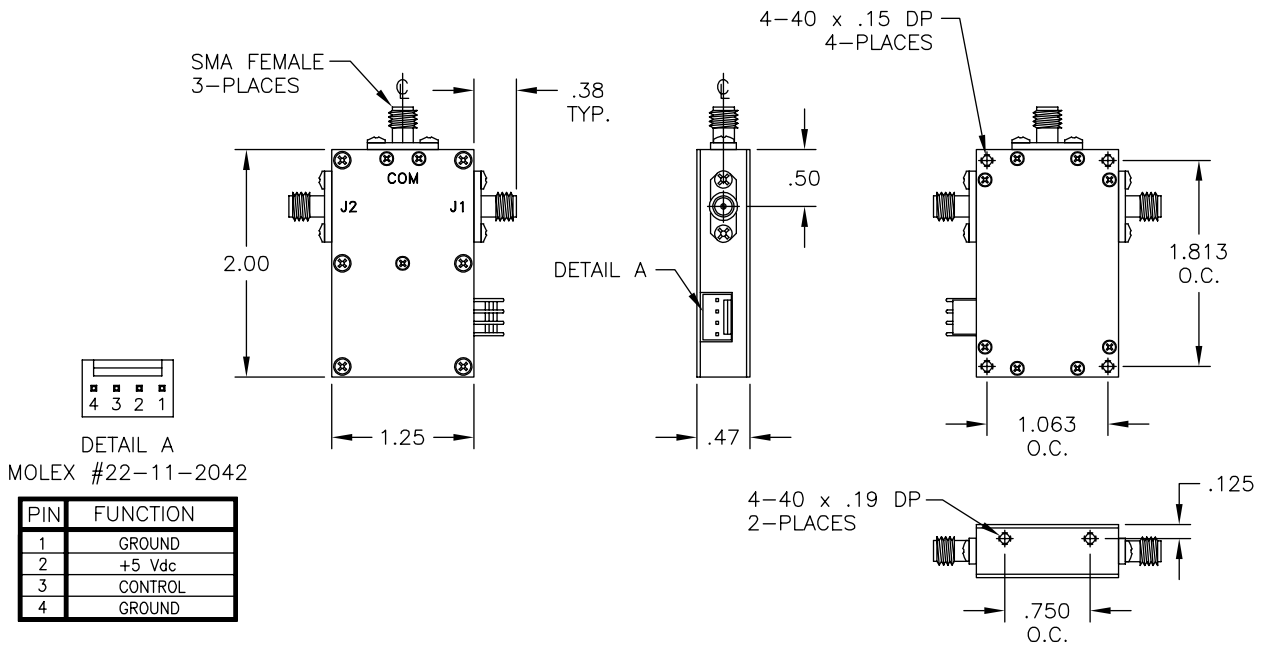 4-40 x .15 DP
4-PLACES
SMA FEMALE
3-PLACES
℄
℄
.38
TYP.
COM
J2
J1
.50
2.00
DETAIL A
1.813
O.C.
4 3 2 1
DETAIL A
MOLEX #22-11-2042
1.25
.47
1.063
O.C.
PIN FUNCTION
1 GROUND
2 +5 Vdc
3 CONTROL
4 GROUND
4-40 x .19 DP
2-PLACES
.125
.750
O.C.